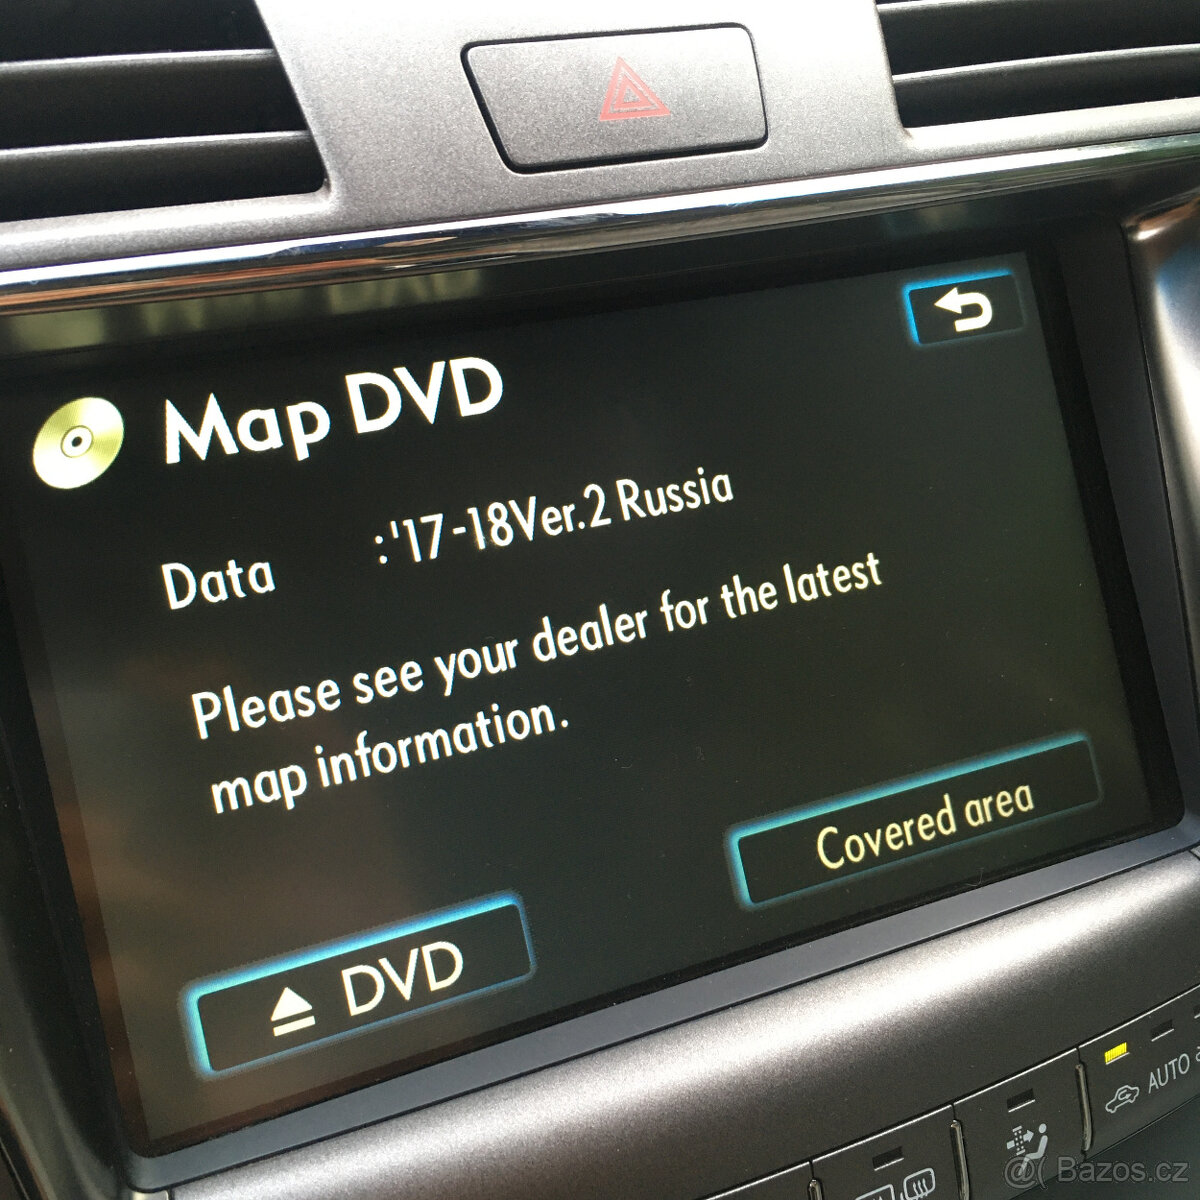 Map DVD
Data :'17-18Ver.2 Russia
Please see your dealer for the latest
map information.
Covered area
DVD
AUTO
@( Bazos.cz